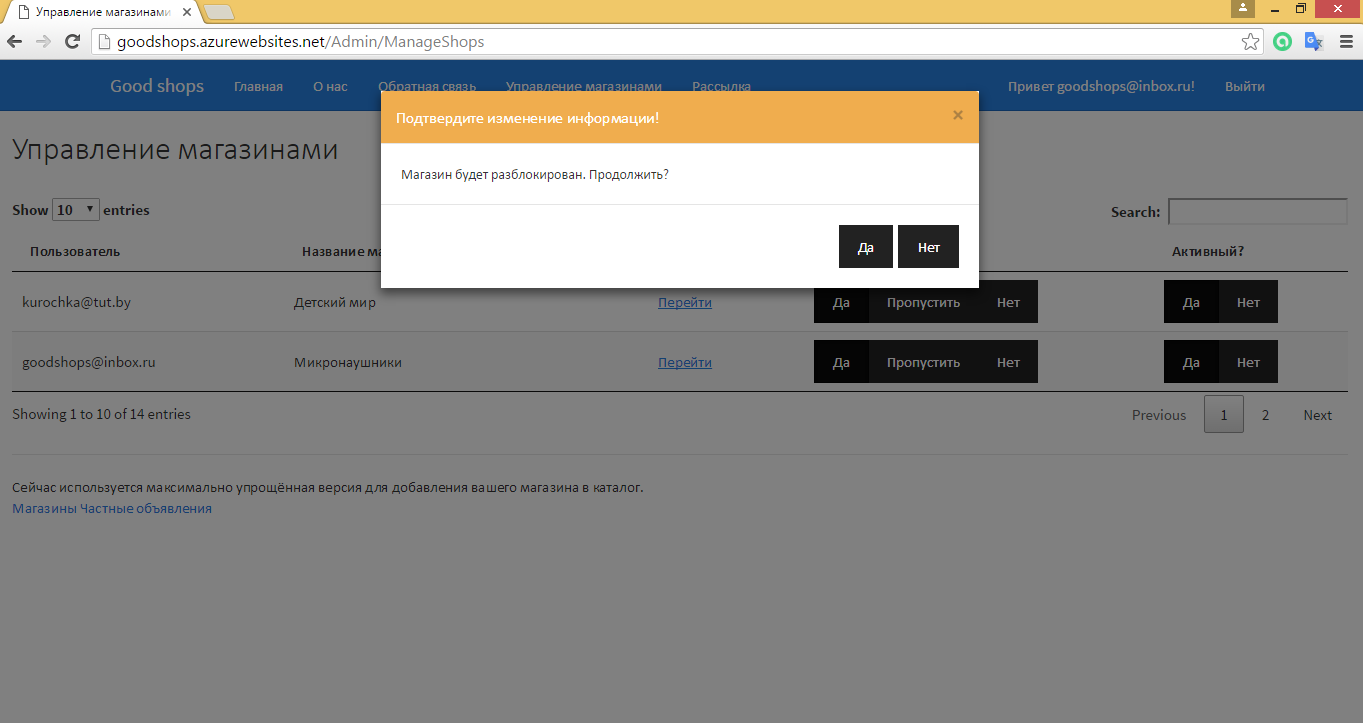 Управление магазинами
goodshops.azurewebsites.net/Admin/ManageShops
Good shops Главная О нас Обратная связь Управление магазинами Рассылка Привет goodshops@inbox.ru! Выйти
Подтвердите изменение информации! ×
Управление магазинами
Магазин будет разблокирован. Продолжить?
Show 10 entries Search:
Да Нет
Пользователь Название ма Активный?
kurochka@tut.by Детский мир Перейти Да Пропустить Нет Да Нет
goodshops@inbox.ru Микронаушники Перейти Да Пропустить Нет Да Нет
Showing 1 to 10 of 14 entries Previous 1 2 Next
Сейчас используется максимально упрощённая версия для добавления вашего магазина в каталог.
Магазины Частные объявления